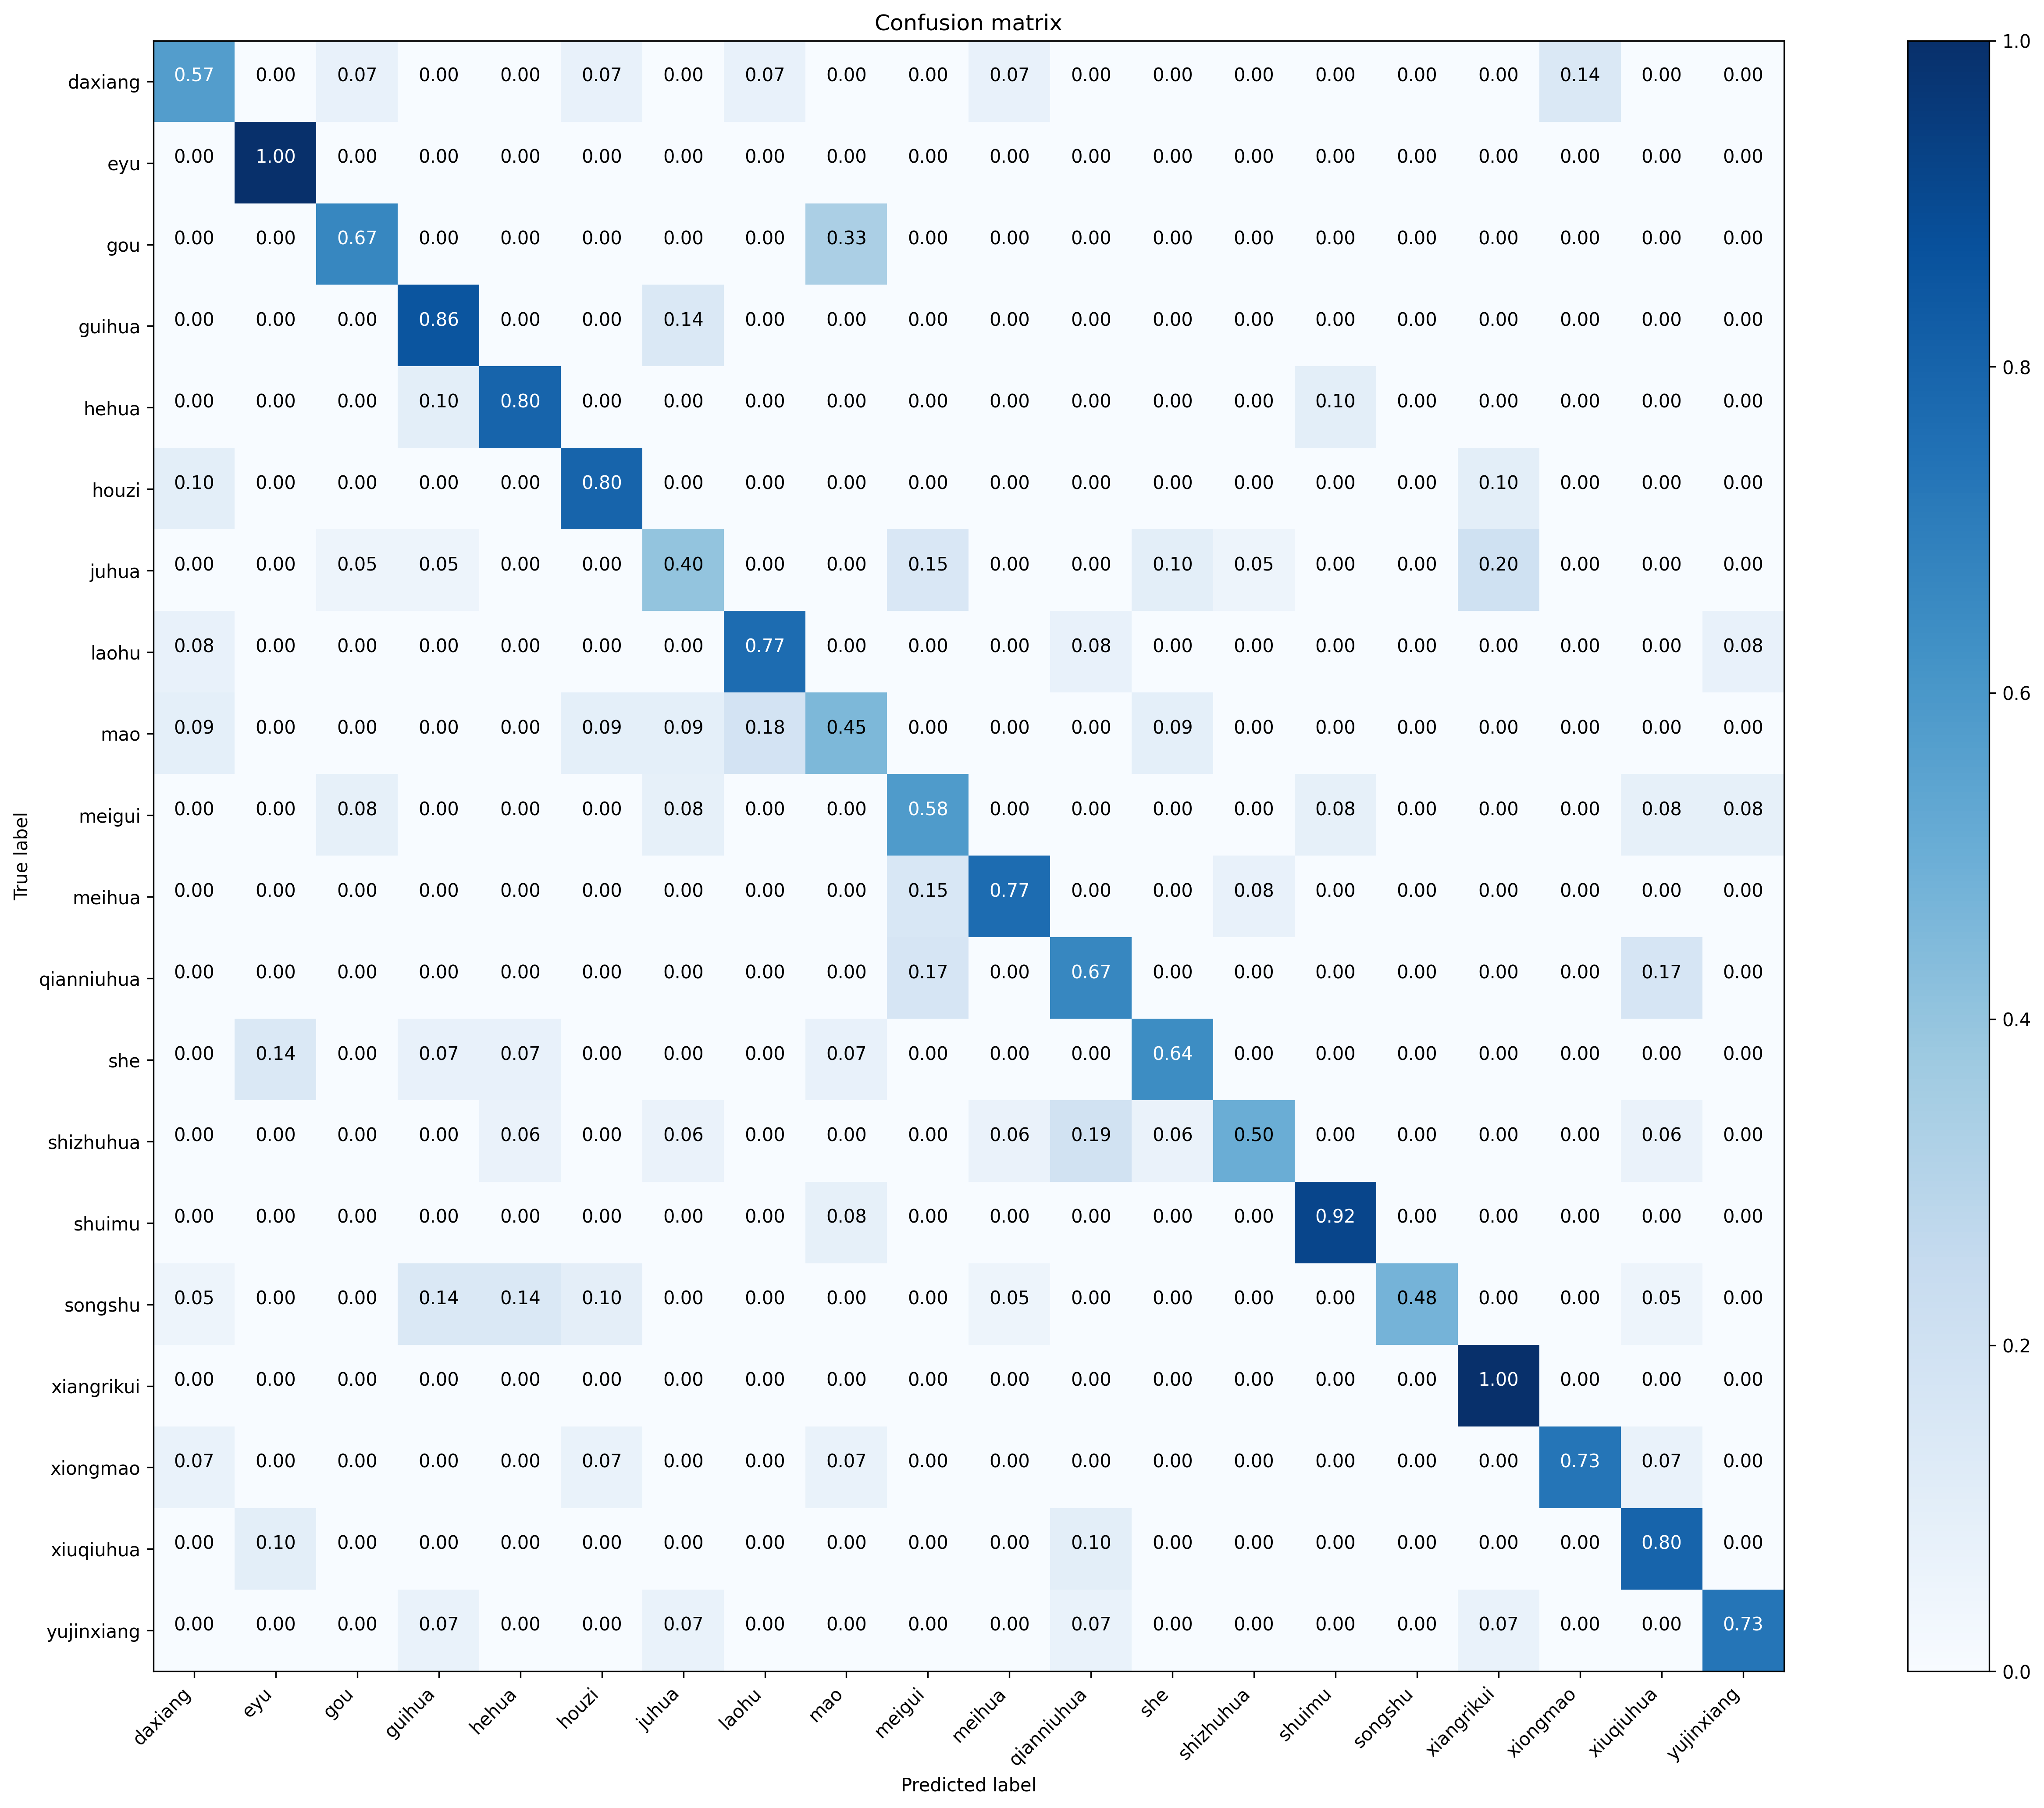 Confusion matrix
daxiang 0.57 0.00 0.07 0.00 0.00 0.07 0.00 0.07 0.00 0.00 0.07 0.00 0.00 0.00 0.00 0.00 0.00 0.14 0.00 0.00
eyu 0.00 1.00 0.00 0.00 0.00 0.00 0.00 0.00 0.00 0.00 0.00 0.00 0.00 0.00 0.00 0.00 0.00 0.00 0.00 0.00
gou 0.00 0.00 0.67 0.00 0.00 0.00 0.00 0.00 0.33 0.00 0.00 0.00 0.00 0.00 0.00 0.00 0.00 0.00 0.00 0.00
guihua 0.00 0.00 0.00 0.86 0.00 0.00 0.14 0.00 0.00 0.00 0.00 0.00 0.00 0.00 0.00 0.00 0.00 0.00 0.00 0.00
hehua 0.00 0.00 0.00 0.10 0.80 0.00 0.00 0.00 0.00 0.00 0.00 0.00 0.00 0.00 0.10 0.00 0.00 0.00 0.00 0.00
houzi 0.10 0.00 0.00 0.00 0.00 0.80 0.00 0.00 0.00 0.00 0.00 0.00 0.00 0.00 0.00 0.00 0.10 0.00 0.00 0.00
juhua 0.00 0.00 0.05 0.05 0.00 0.00 0.40 0.00 0.00 0.15 0.00 0.00 0.10 0.05 0.00 0.00 0.20 0.00 0.00 0.00
laohu 0.08 0.00 0.00 0.00 0.00 0.00 0.00 0.77 0.00 0.00 0.00 0.08 0.00 0.00 0.00 0.00 0.00 0.00 0.00 0.08
mao 0.09 0.00 0.00 0.00 0.00 0.09 0.09 0.18 0.45 0.00 0.00 0.00 0.09 0.00 0.00 0.00 0.00 0.00 0.00 0.00
meigui 0.00 0.00 0.08 0.00 0.00 0.00 0.08 0.00 0.00 0.58 0.00 0.00 0.00 0.00 0.08 0.00 0.00 0.00 0.08 0.08
meihua 0.00 0.00 0.00 0.00 0.00 0.00 0.00 0.00 0.00 0.15 0.77 0.00 0.00 0.08 0.00 0.00 0.00 0.00 0.00 0.00
qianniuhua 0.00 0.00 0.00 0.00 0.00 0.00 0.00 0.00 0.00 0.17 0.00 0.67 0.00 0.00 0.00 0.00 0.00 0.00 0.17 0.00
she 0.00 0.14 0.00 0.07 0.07 0.00 0.00 0.00 0.07 0.00 0.00 0.00 0.64 0.00 0.00 0.00 0.00 0.00 0.00 0.00
shizhuhua 0.00 0.00 0.00 0.00 0.06 0.00 0.06 0.00 0.00 0.00 0.06 0.19 0.06 0.50 0.00 0.00 0.00 0.00 0.06 0.00
shuimu 0.00 0.00 0.00 0.00 0.00 0.00 0.00 0.00 0.08 0.00 0.00 0.00 0.00 0.00 0.92 0.00 0.00 0.00 0.00 0.00
songshu 0.05 0.00 0.00 0.14 0.14 0.10 0.00 0.00 0.00 0.00 0.05 0.00 0.00 0.00 0.00 0.48 0.00 0.00 0.05 0.00
xiangrikui 0.00 0.00 0.00 0.00 0.00 0.00 0.00 0.00 0.00 0.00 0.00 0.00 0.00 0.00 0.00 0.00 1.00 0.00 0.00 0.00
xiongmao 0.07 0.00 0.00 0.00 0.00 0.07 0.00 0.00 0.07 0.00 0.00 0.00 0.00 0.00 0.00 0.00 0.00 0.73 0.07 0.00
xiuqiuhua 0.00 0.10 0.00 0.00 0.00 0.00 0.00 0.00 0.00 0.00 0.00 0.10 0.00 0.00 0.00 0.00 0.00 0.00 0.80 0.00
yujinxiang 0.00 0.00 0.00 0.07 0.00 0.00 0.07 0.00 0.00 0.00 0.00 0.07 0.00 0.00 0.00 0.00 0.07 0.00 0.00 0.73
True label
daxiang eyu gou guihua hehua houzi juhua laohu mao meigui meihua qianniuhua she shizhuhua shuimu songshu xiangrikui xiongmao xiuqiuhua yujinxiang
Predicted label
1.0
0.8
0.6
0.4
0.2
0.0